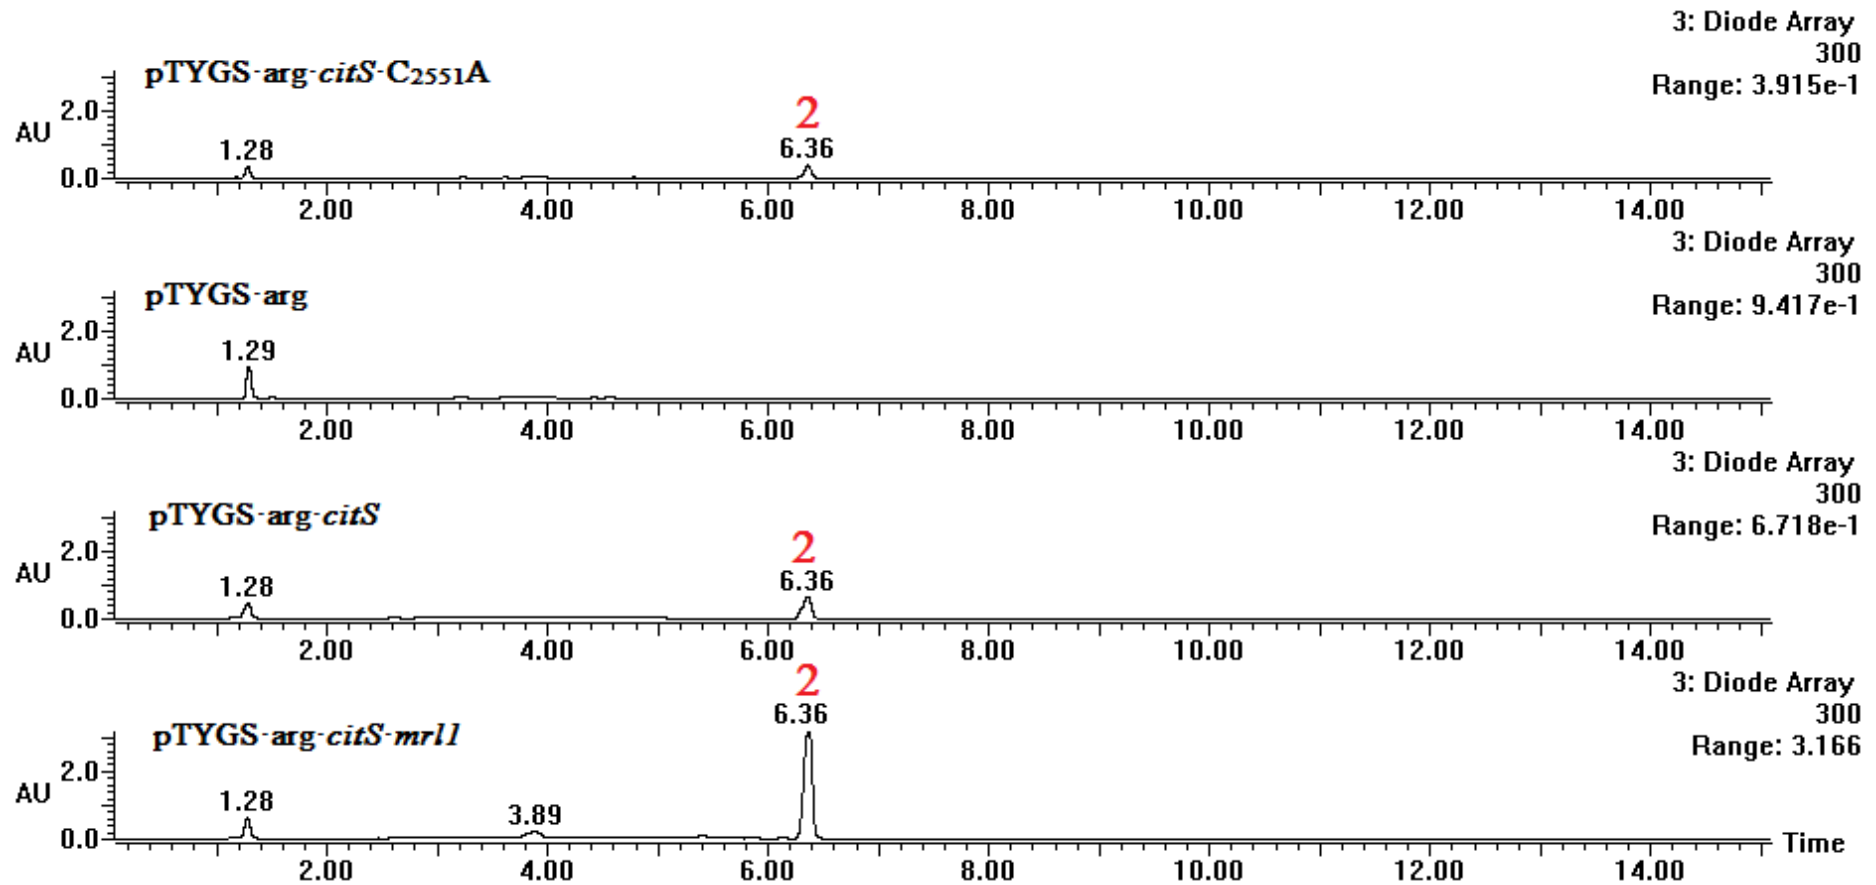 3: Diode Array
300
Range: 3.915e-1
pTYGS-arg-citS-C2551A
2
6.36
1.28
AU
2.0
0.0
2.00 4.00 6.00 8.00 10.00 12.00 14.00
3: Diode Array
300
Range: 9.417e-1
pTYGS-arg
1.29
AU
2.0
0.0
2.00 4.00 6.00 8.00 10.00 12.00 14.00
3: Diode Array
300
Range: 6.718e-1
pTYGS-arg-citS
2
6.36
1.28
AU
2.0
0.0
2.00 4.00 6.00 8.00 10.00 12.00 14.00
3: Diode Array
300
Range: 3.166
pTYGS-arg-citS-mrl1
2
6.36
1.28
3.89
AU
2.0
0.0
Time
2.00 4.00 6.00 8.00 10.00 12.00 14.00